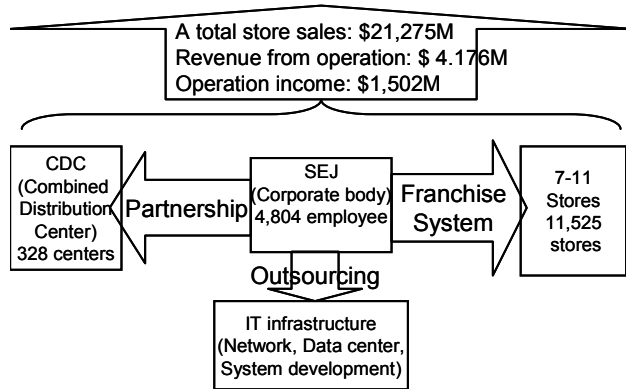 A total store sales: $21,275M
Revenue from operation: $ 4.176M
Operation income: $1,502M
CDC
(Combined
Distribution
Center)
328 centers
Partnership
SEJ
(Corporate body)
4,804 employee
Franchise
System
7-11
Stores
11,525
stores
Outsourcing
IT infrastructure
(Network, Data center,
System development)